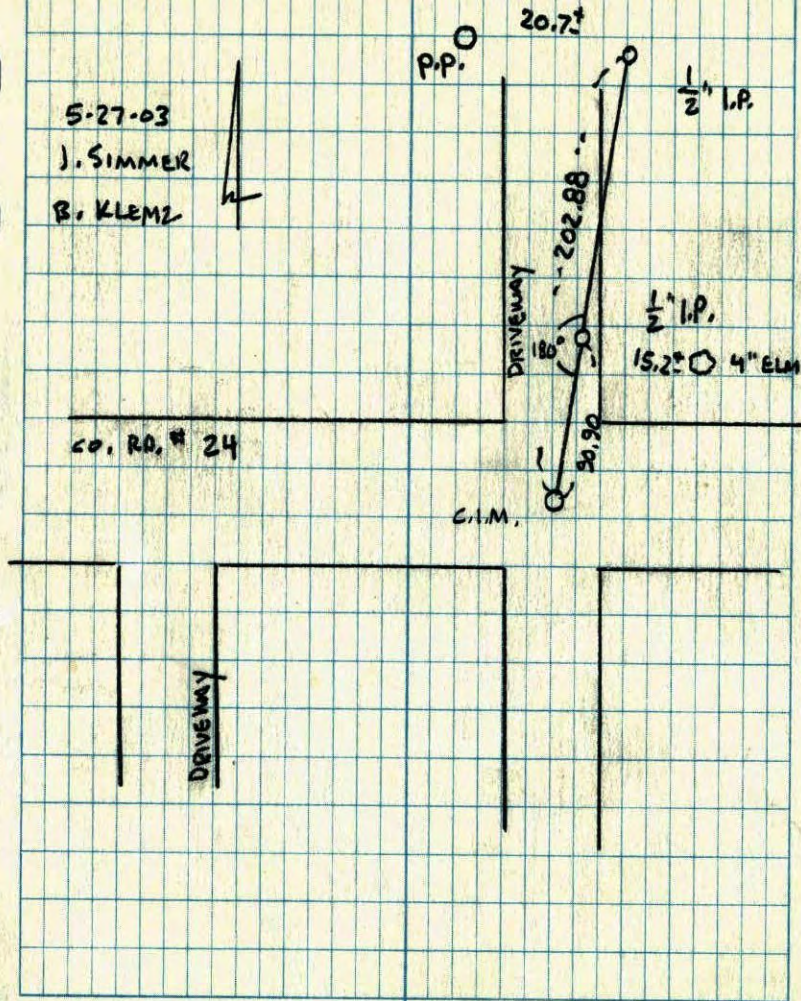 20.7±
P.P.
1/2" I.P.
5-27-03
J. SIMMER
B. KLEMZ
202.88
DRIVEWAY
1/2" I.P.
180°
15.2± 4" ELM
90.90
CO. RD. # 24
C.I.M.
DRIVEWAY